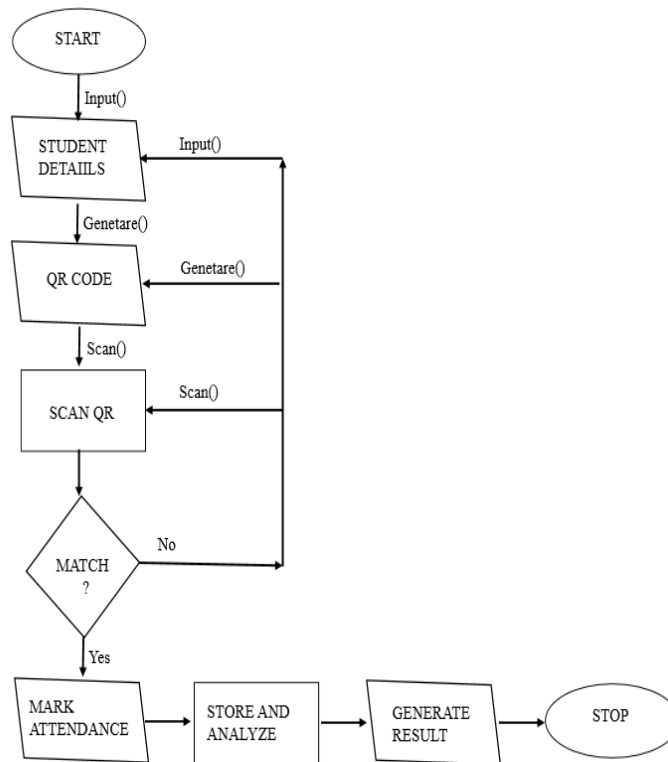 START
Input()
STUDENT
DETAIILS
Input()
Genetare()
QR CODE
Genetare()
Scan()
SCAN QR
Scan()
MATCH
?
No
Yes
MARK
ATTENDANCE
STORE AND
ANALYZE
GENERATE
RESULT
STOP